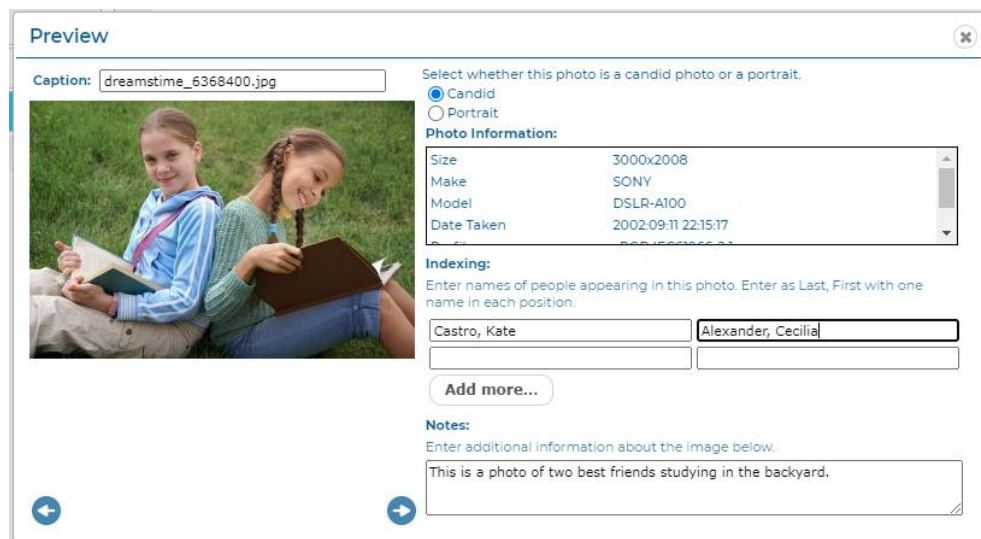 Preview
Caption: dreamstime_6368400.jpg
Select whether this photo is a candid photo or a portrait.
Candid
Portrait
Photo Information:
Size 3000x2008
Make SONY
Model DSLR-A100
Date Taken 2002:09:11 22:15:17
Indexing:
Enter names of people appearing in this photo. Enter as Last, First with one
name in each position.
Castro, Kate Alexander, Cecilia
Add more...
Notes:
Enter additional information about the image below.
This is a photo of two best friends studying in the backyard.